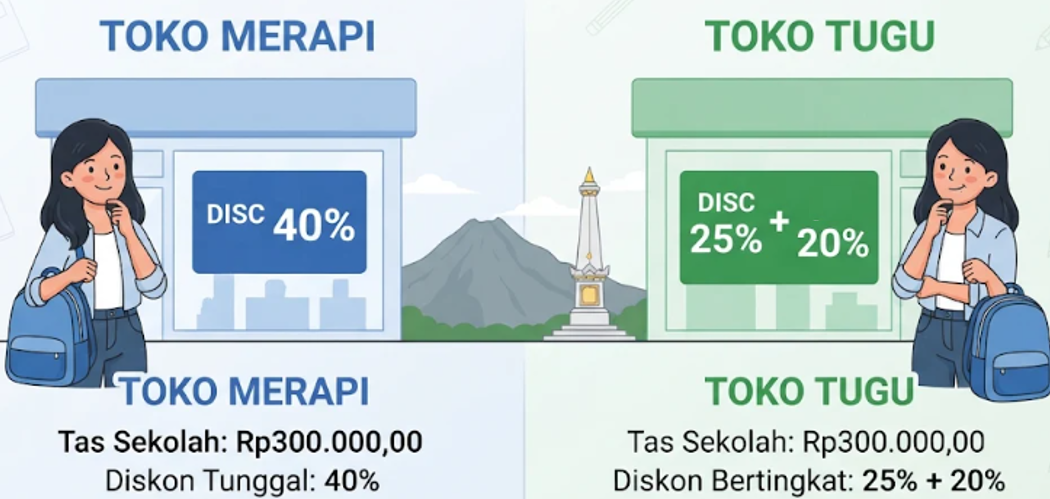 TOKO MERAPI
DISC 40%
TOKO MERAPI
Tas Sekolah: Rp300.000,00
Diskon Tunggal: 40%
TOKO TUGU
DISC
25% + 20%
TOKO TUGU
Tas Sekolah: Rp300.000,00
Diskon Bertingkat: 25% + 20%